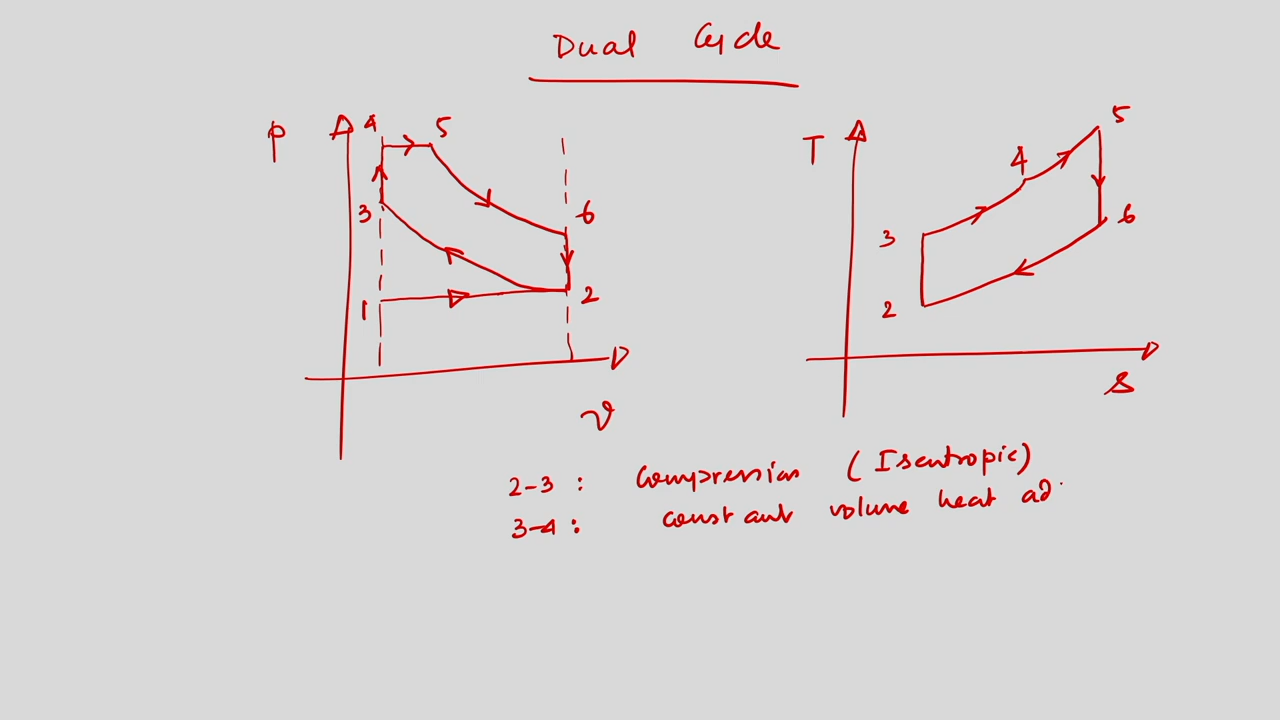 Dual Cycle
P
4
5
3
6
1
2
v
T
5
4
6
3
2
s
2-3 : Compression (Isentropic)
3-4 : constant volume heat ad